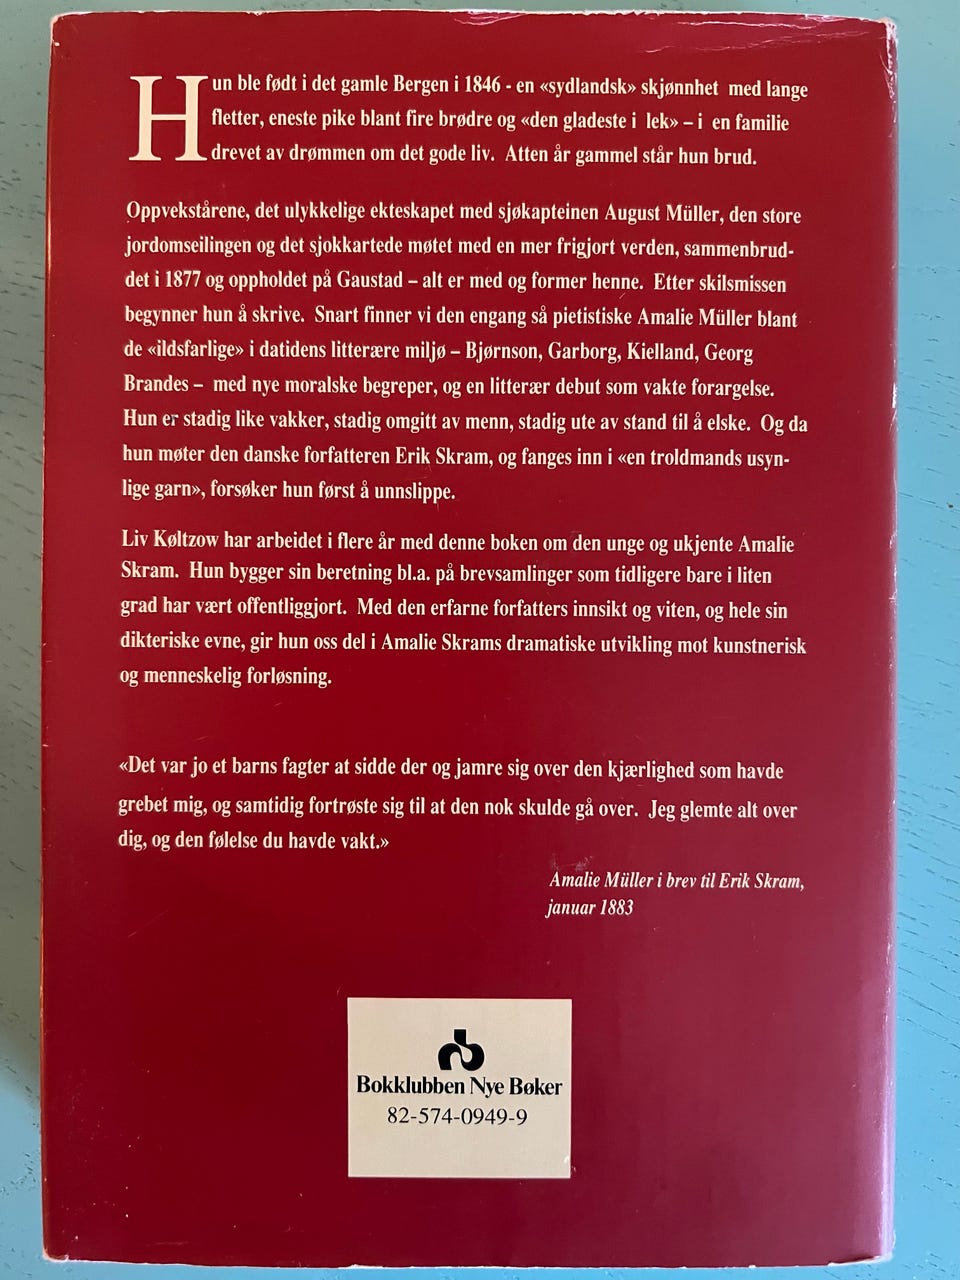 Hun ble født i det gamle Bergen i 1846 - en «sydlandsk» skjønnhet med lange
fletter, eneste pike blant fire brødre og «den gladeste i lek» – i en familie
drevet av drømmen om det gode liv. Atten år gammel står hun brud.
Oppvekstårene, det ulykkelige ekteskapet med sjøkapteinen August Müller, den store
jordomseilingen og det sjokkartede møtet med en mer frigjort verden, sammenbrud-
det i 1877 og oppholdet på Gaustad – alt er med og former henne. Etter skilsmissen
begynner hun å skrive. Snart finner vi den engang så pietistiske Amalie Müller blant
de «ildsfarlige» i datidens litterære miljø – Bjørnson, Garborg, Kielland, Georg
Brandes – med nye moralske begreper, og en litterær debut som vakte forargelse.
Hun er stadig like vakker, stadig omgitt av menn, stadig ute av stand til å elske. Og da
hun møter den danske forfatteren Erik Skram, og fanges inn i «en troldmands usyn-
lige garn», forsøker hun først å unnslippe.
Liv Køltzow har arbeidet i flere år med denne boken om den unge og ukjente Amalie
Skram. Hun bygger sin beretning bl.a. på brevsamlinger som tidligere bare i liten
grad har vært offentliggjort. Med den erfarne forfatters innsikt og viten, og hele sin
dikteriske evne, gir hun oss del i Amalie Skrams dramatiske utvikling mot kunstnerisk
og menneskelig forløsning.
«Det var jo et barns fagter at sidde der og jamre sig over den kjærlighed som havde
grebet mig, og samtidig fortrøste sig til at den nok skulde gå over. Jeg glemte alt over
dig, og den følelse du havde vakt.»
Amalie Müller i brev til Erik Skram,
januar 1883
Bokklubben Nye Bøker
82-574-0949-9